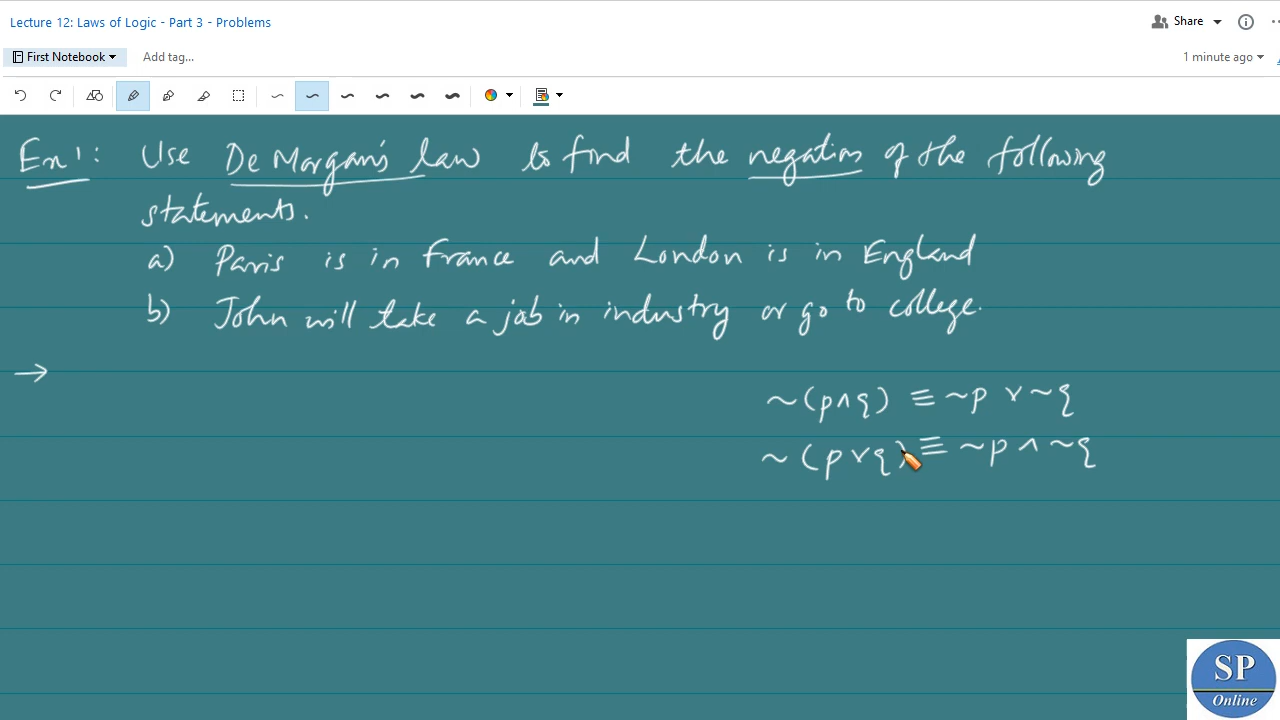 Lecture 12: Laws of Logic - Part 3 - Problems
Share
First Notebook
Add tag...
1 minute ago
Ex 1: Use De Morgan's law to find the negation of the following
statements.
a) Paris is in France and London is in England
b) John will take a job in industry or go to college.
→
~(p∧q) ≡ ~p ∨ ~q
~(p∨q) ≡ ~p ∧ ~q
SP
Online